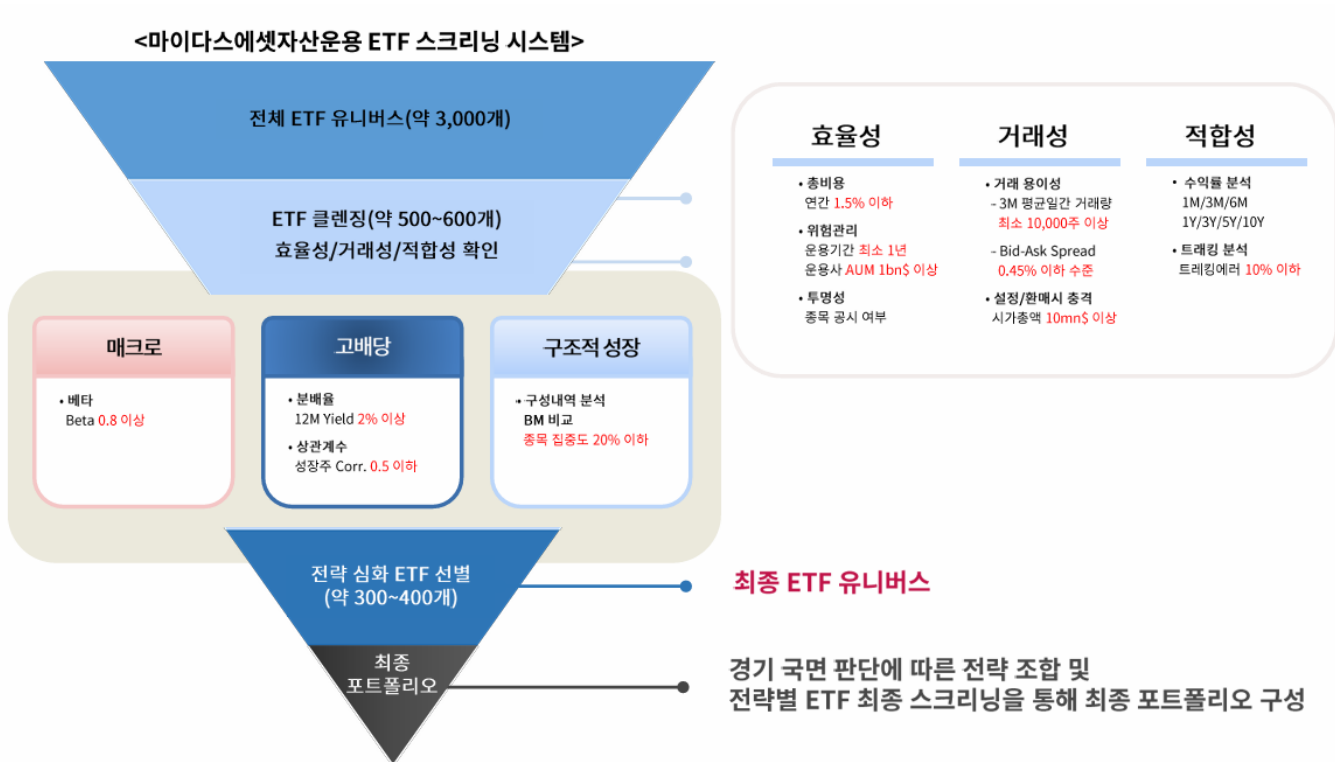 <마이다스에셋자산운용 ETF 스크리닝 시스템>
전체 ETF 유니버스(약 3,000개)
ETF 클렌징(약 500~600개)
효율성/거래성/적합성 확인
효율성
• 총비용
연간 1.5% 이하
• 위험관리
운용기간 최소 1년
운용사 AUM 1bn$ 이상
• 투명성
종목 공시 여부
거래성
• 거래 용이성
- 3M 평균일간 거래량
최소 10,000주 이상
- Bid-Ask Spread
0.45% 이하 수준
• 설정/환매시 충격
시가총액 10mn$ 이상
적합성
• 수익률 분석
1M/3M/6M
1Y/3Y/5Y/10Y
• 트래킹 분석
트레킹에러 10% 이하
매크로
• 베타
Beta 0.8 이상
고배당
• 분배율
12M Yield 2% 이상
• 상관계수
성장주 Corr. 0.5 이하
구조적 성장
• 구성내역 분석
BM 비교
종목 집중도 20% 이하
전략 심화 ETF 선별
(약 300~400개)
최종 ETF 유니버스
최종
포트폴리오
경기 국면 판단에 따른 전략 조합 및
전략별 ETF 최종 스크리닝을 통해 최종 포트폴리오 구성